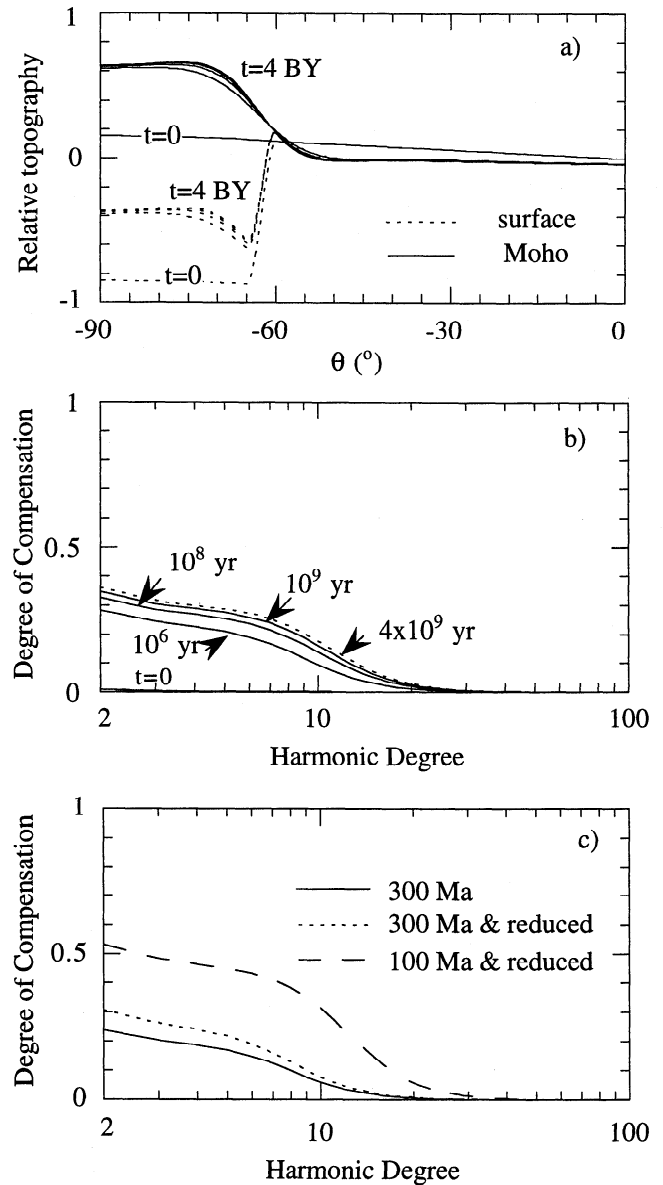 1
a)
t=4 BY
Relative topography
t=0
0
t=4 BY
surface
Moho
t=0
-1
-90 -60 -30 0
θ (°)
1
b)
Degree of Compensation
0.5
10⁸ yr
10⁹ yr
4x10⁹ yr
10⁶ yr
t=0
0
2 10 100
Harmonic Degree
1
c)
Degree of Compensation
300 Ma
300 Ma & reduced
0.5
100 Ma & reduced
0
2 10 100
Harmonic Degree